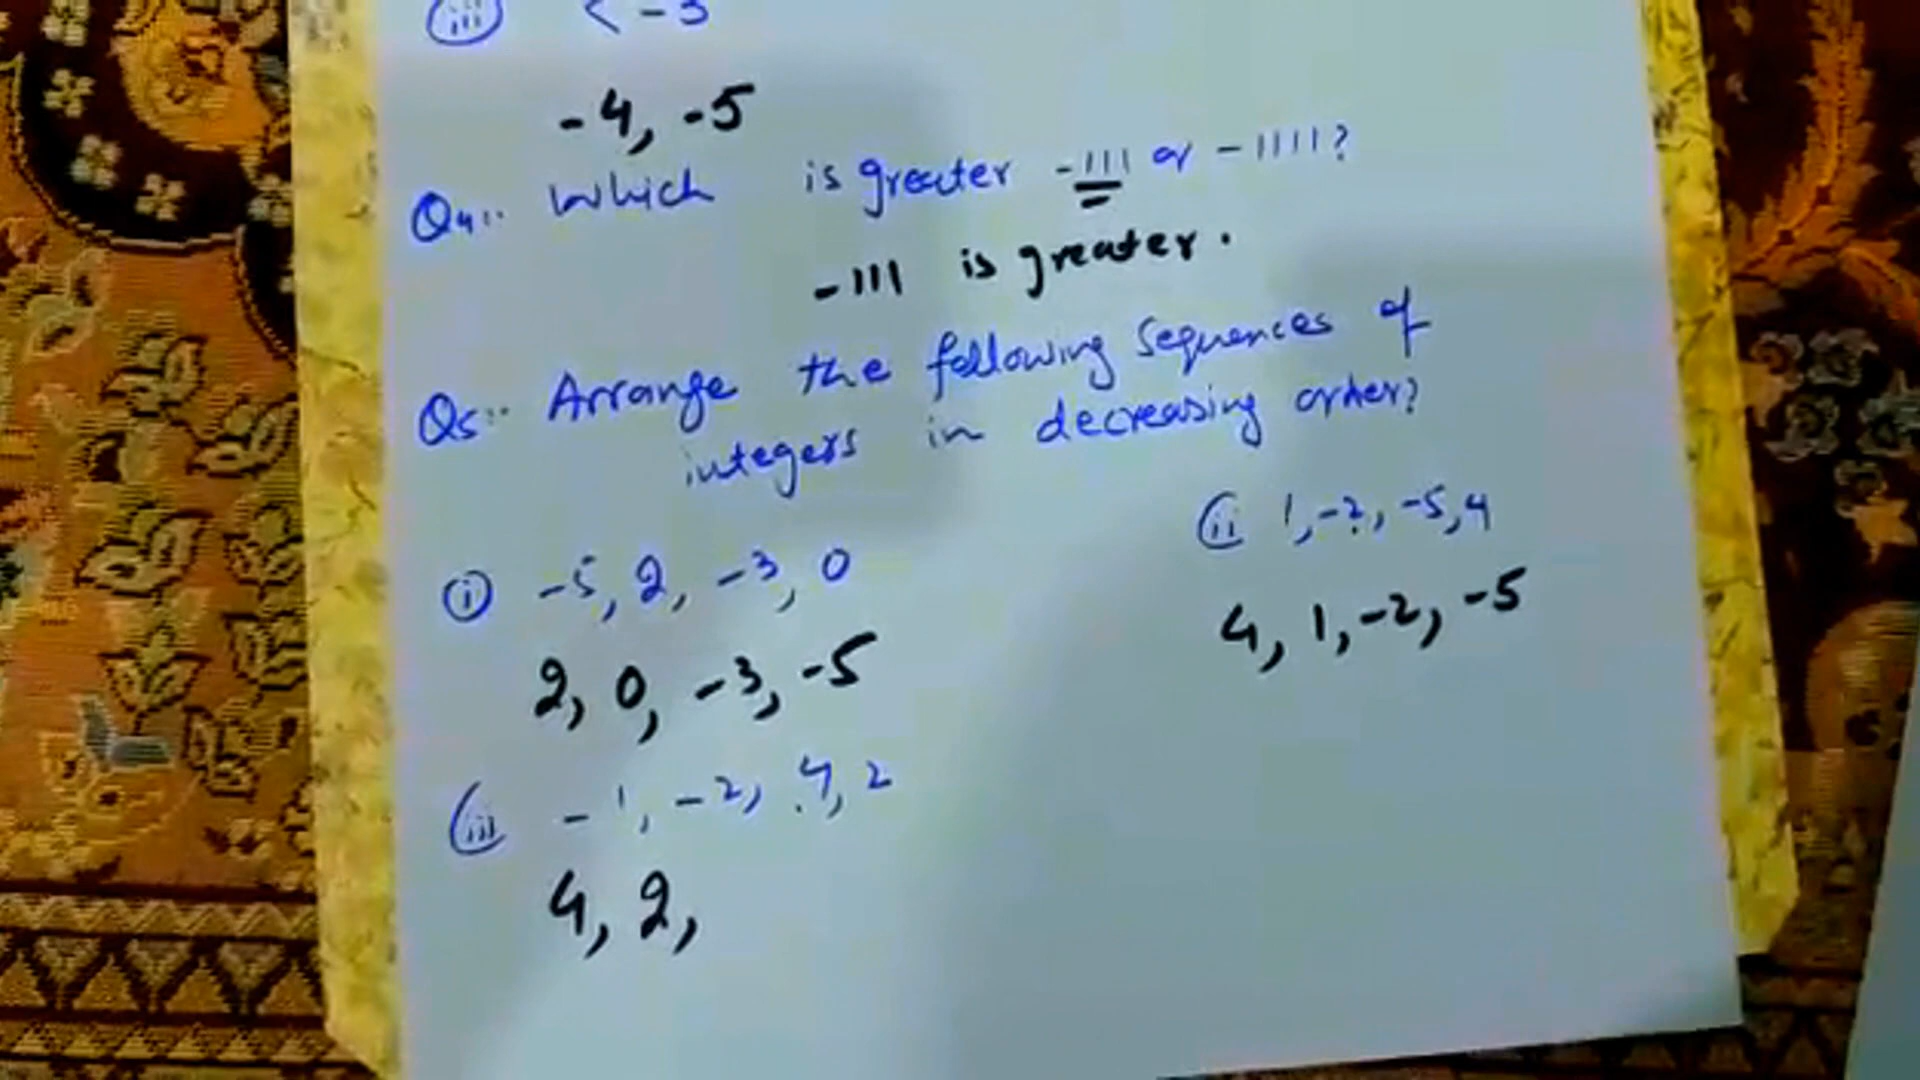 (iii) < -3
-4, -5
Q4:- Which is greater -111 or -1111?
-111 is greater.
Q5:- Arrange the following sequences of
integers in decreasing order?
(i) -5, 2, -3, 0
(ii) 1, -2, -5, 4
2, 0, -3, -5
4, 1, -2, -5
(iii) -1, -2, 4, 2
4, 2,